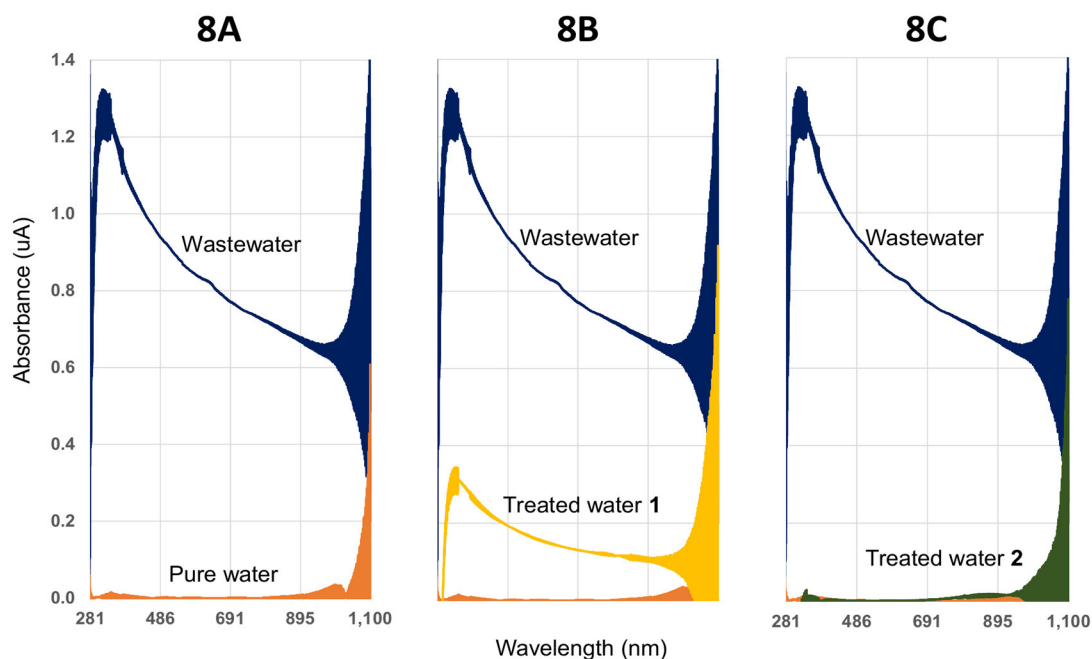 8A
8B
8C
1.4
1.2
1.0
0.8
0.6
0.4
0.2
0.0
Absorbance (uA)
Wastewater
Pure water
281
486
691
895
1,100
Wastewater
Treated water 1
Wastewater
Treated water 2
281
486
691
895
1,100
Wavelength (nm)